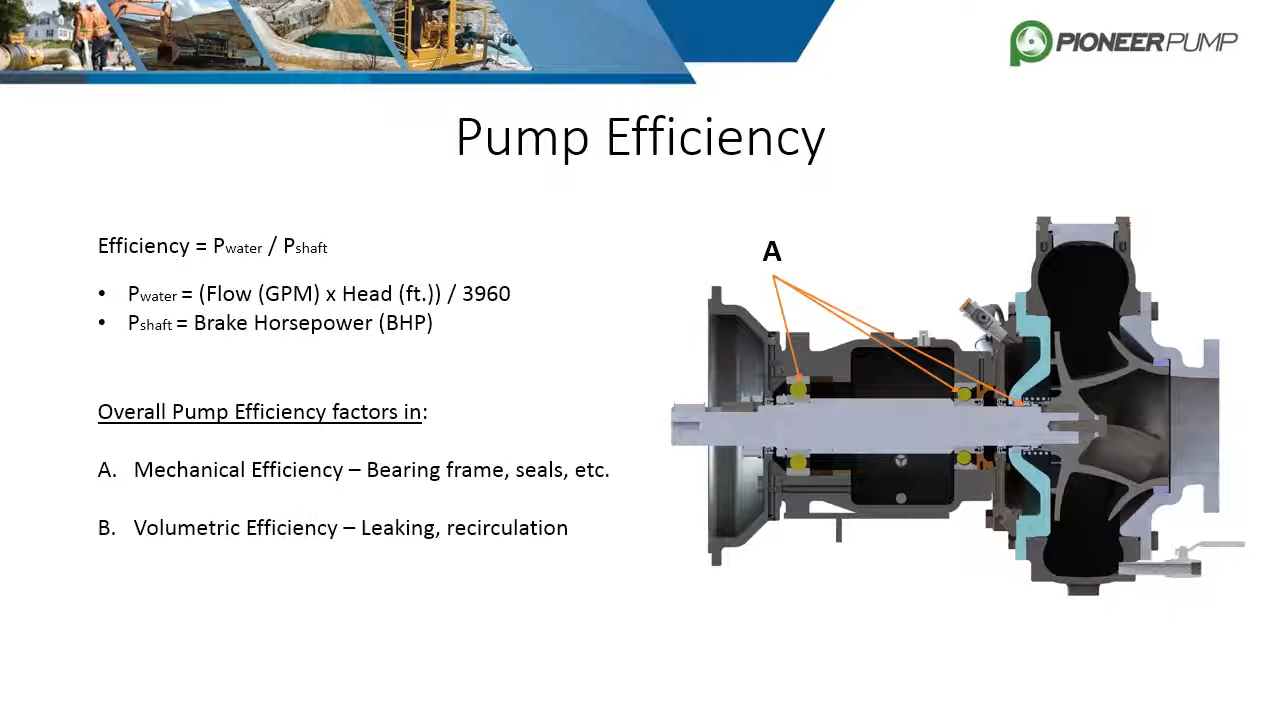 PIONEERPUMP
Pump Efficiency
Efficiency = Pwater / Pshaft
• Pwater = (Flow (GPM) x Head (ft.)) / 3960
• Pshaft = Brake Horsepower (BHP)
Overall Pump Efficiency factors in:
A. Mechanical Efficiency – Bearing frame, seals, etc.
B. Volumetric Efficiency – Leaking, recirculation
A